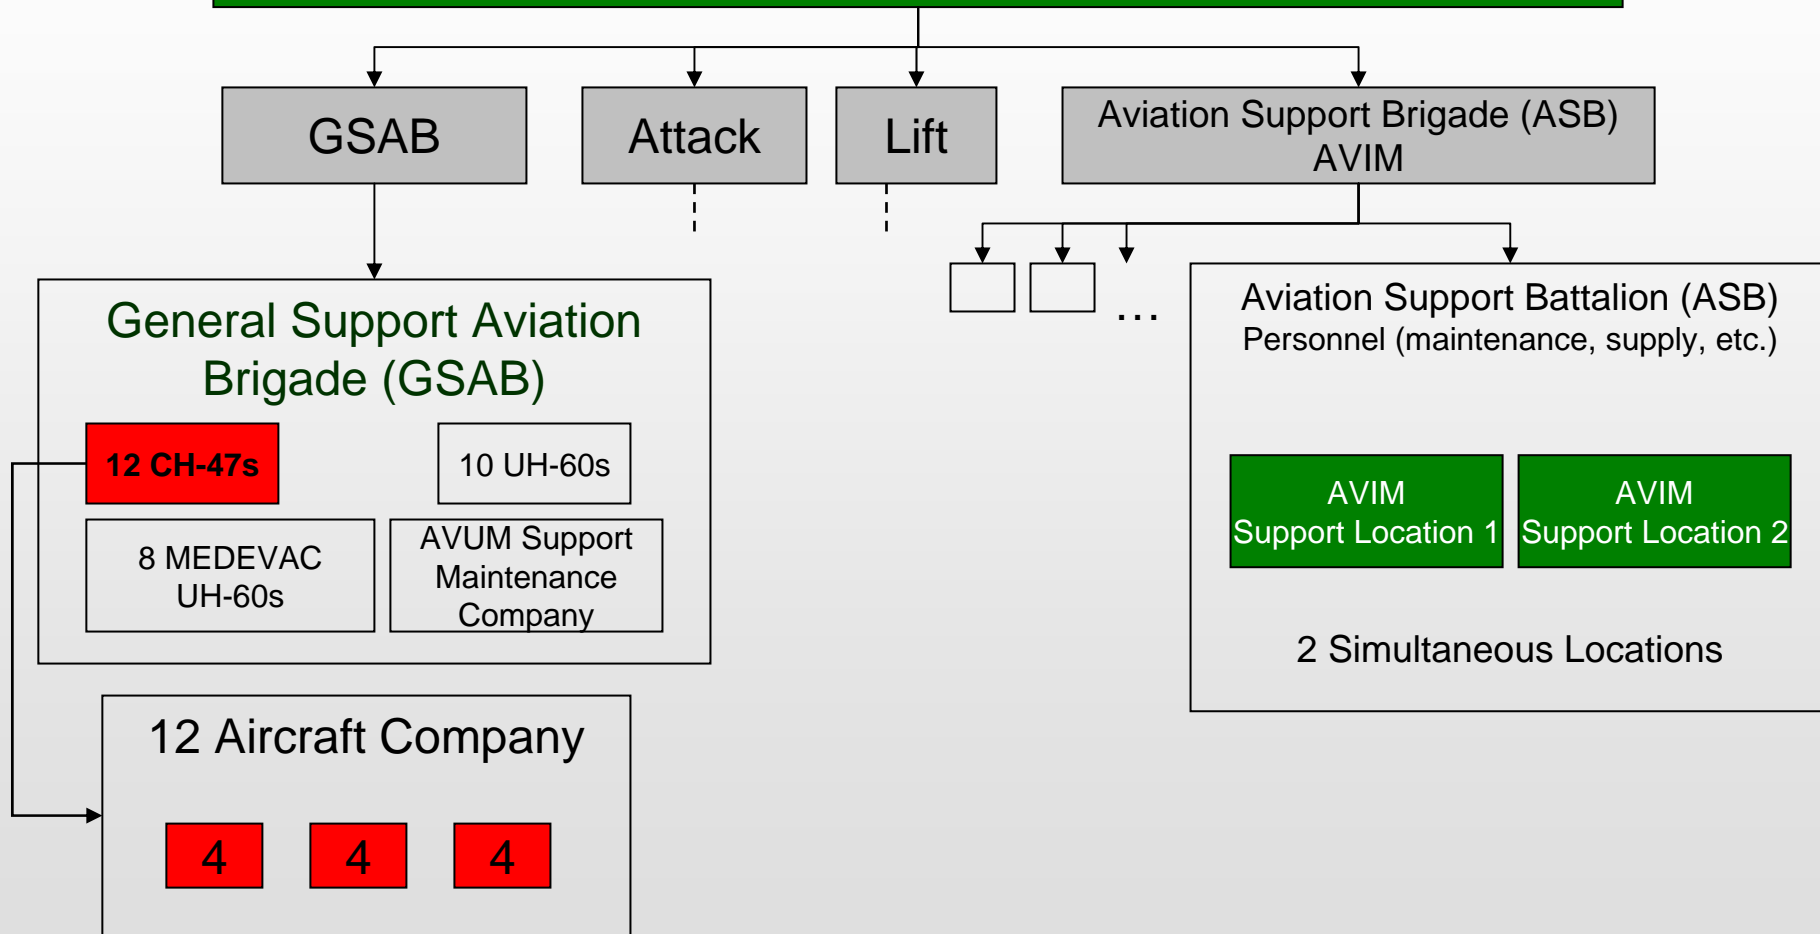 GSAB
Attack
Lift
Aviation Support Brigade (ASB)
AVIM
General Support Aviation
Brigade (GSAB)
12 CH-47s
10 UH-60s
8 MEDEVAC
UH-60s
AVUM Support
Maintenance
Company
...
Aviation Support Battalion (ASB)
Personnel (maintenance, supply, etc.)
AVIM
Support Location 1
AVIM
Support Location 2
2 Simultaneous Locations
12 Aircraft Company
4
4
4